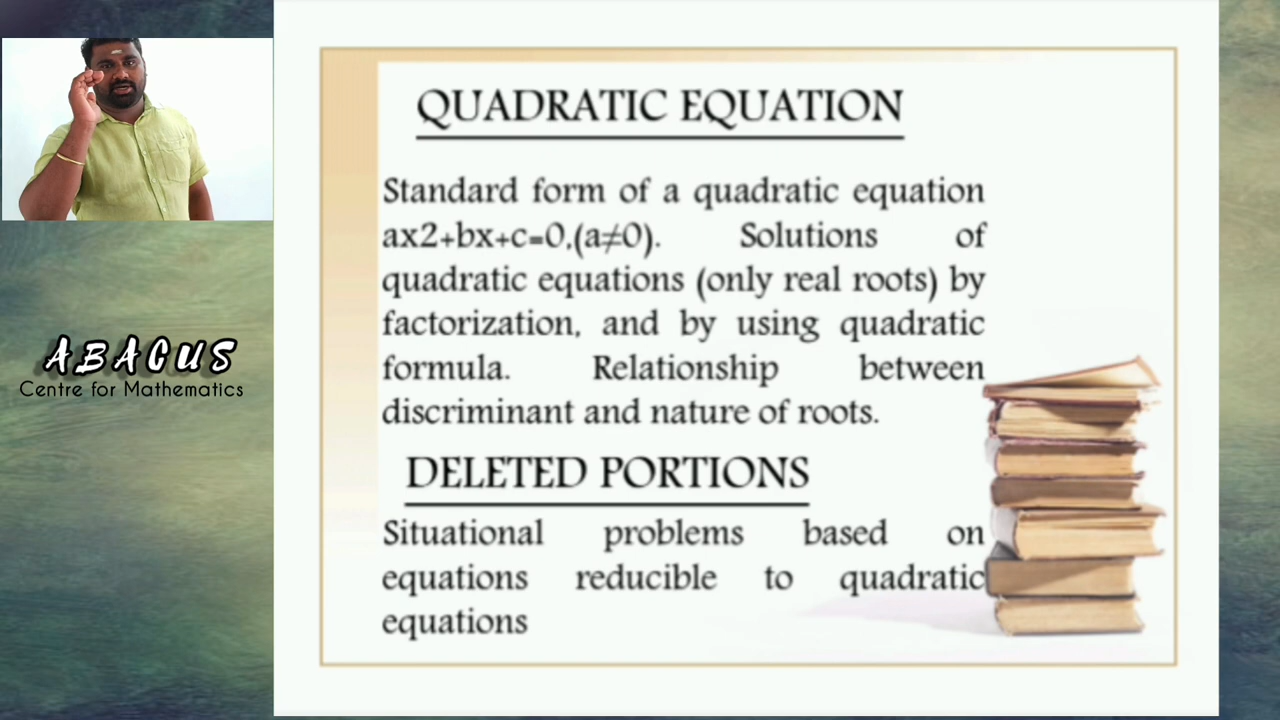 QUADRATIC EQUATION
Standard form of a quadratic equation
ax2+bx+c=0,(a≠0). Solutions of
quadratic equations (only real roots) by
factorization, and by using quadratic
formula. Relationship between
discriminant and nature of roots.
DELETED PORTIONS
Situational problems based on
equations reducible to quadratic
equations
ABACUS
Centre for Mathematics